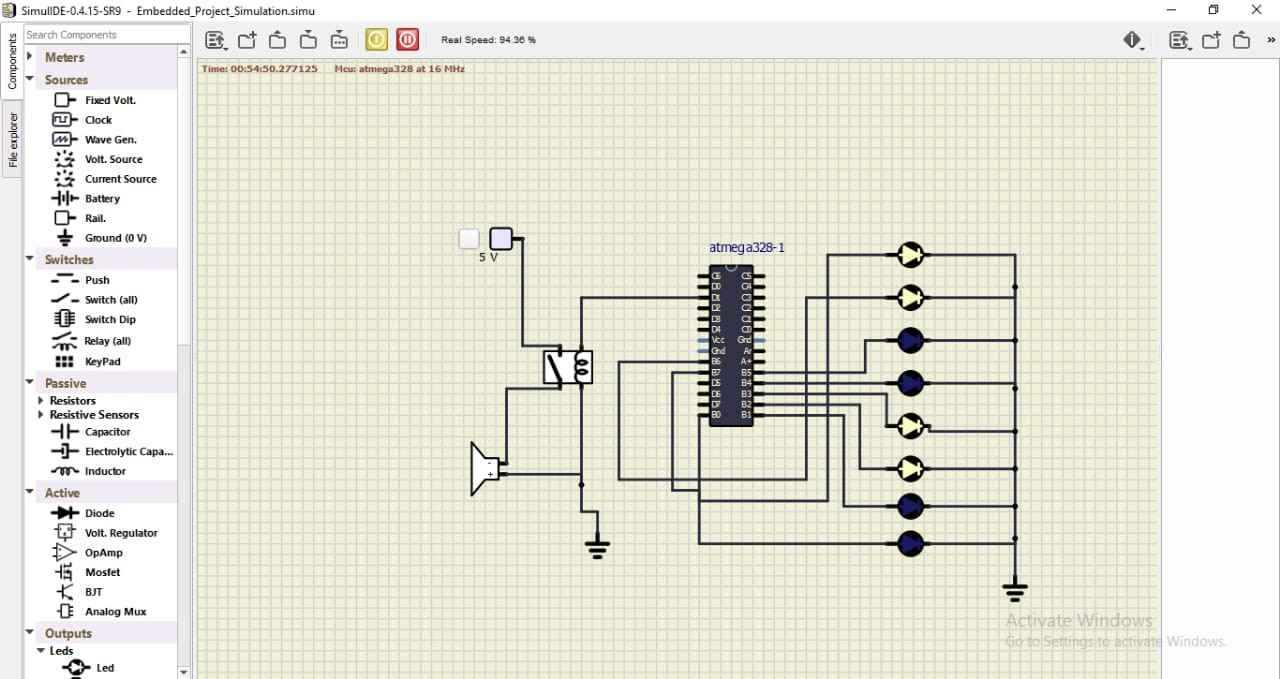 SimulIDE-0.4.15-SR9 - Embedded_Project_Simulation.simu
Components
File explorer
Search Components
Meters
Sources
Fixed Volt.
Clock
Wave Gen.
Volt. Source
Current Source
Battery
Rail.
Ground (0 V)
Switches
Push
Switch (all)
Switch Dip
Relay (all)
KeyPad
Passive
Resistors
Resistive Sensors
Capacitor
Electrolytic Capa...
Inductor
Active
Diode
Volt. Regulator
OpAmp
Mosfet
BJT
Analog Mux
Outputs
Leds
Led
Real Speed: 94.36 %
»
Time: 00:54:50.277125 Mcu: atmega328 at 16 MHz
5 V
atmega328-1
C6 C5
D0 C4
D1 C3
D2 C2
D3 C1
D4 C0
Vcc Gnd
Gnd Ar
B6 A+
B7 B5
D5 B4
D6 B3
D7 B2
B0 B1
- 
+
Activate Windows
Go to Settings to activate Windows.